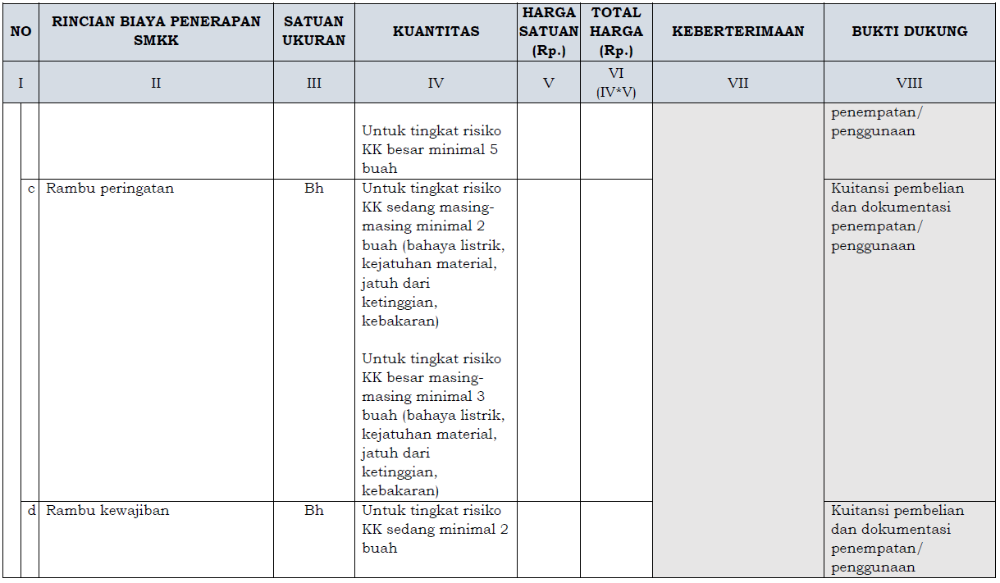 NO
RINCIAN BIAYA PENERAPAN
SMKK
SATUAN
UKURAN
KUANTITAS
HARGA
SATUAN
(Rp.)
TOTAL
HARGA
(Rp.)
KEBERTERIMAAN
BUKTI DUKUNG
I
II
III
IV
V
VI
(IV*V)
VII
VIII
Untuk tingkat risiko
KK besar minimal 5
buah
penempatan/
penggunaan
c
Rambu peringatan
Bh
Untuk tingkat risiko
KK sedang masing-
masing minimal 2
buah (bahaya listrik,
kejatuhan material,
jatuh dari
ketinggian,
kebakaran)
Untuk tingkat risiko
KK besar masing-
masing minimal 3
buah (bahaya listrik,
kejatuhan material,
jatuh dari
ketinggian,
kebakaran)
Kuitansi pembelian
dan dokumentasi
penempatan/
penggunaan
d
Rambu kewajiban
Bh
Untuk tingkat risiko
KK sedang minimal 2
buah
Kuitansi pembelian
dan dokumentasi
penempatan/
penggunaan